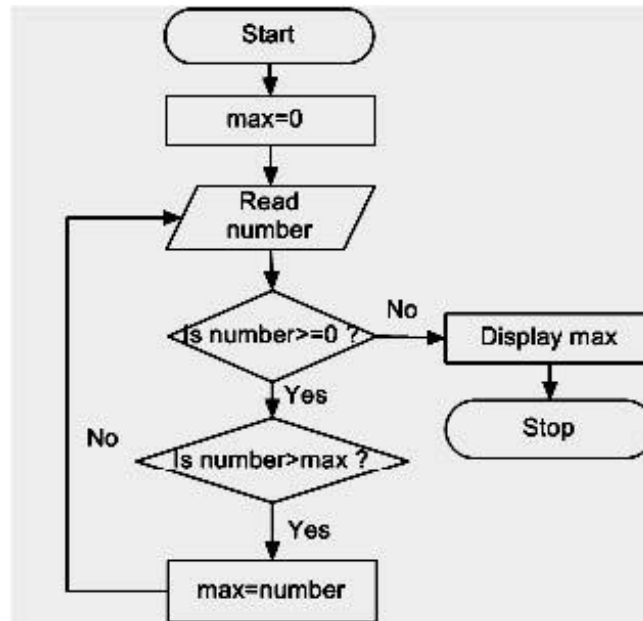 Start
max=0
Read
number
Is number>=0 ?
No
Display max
Yes
Stop
No
Is number>max ?
Yes
max=number